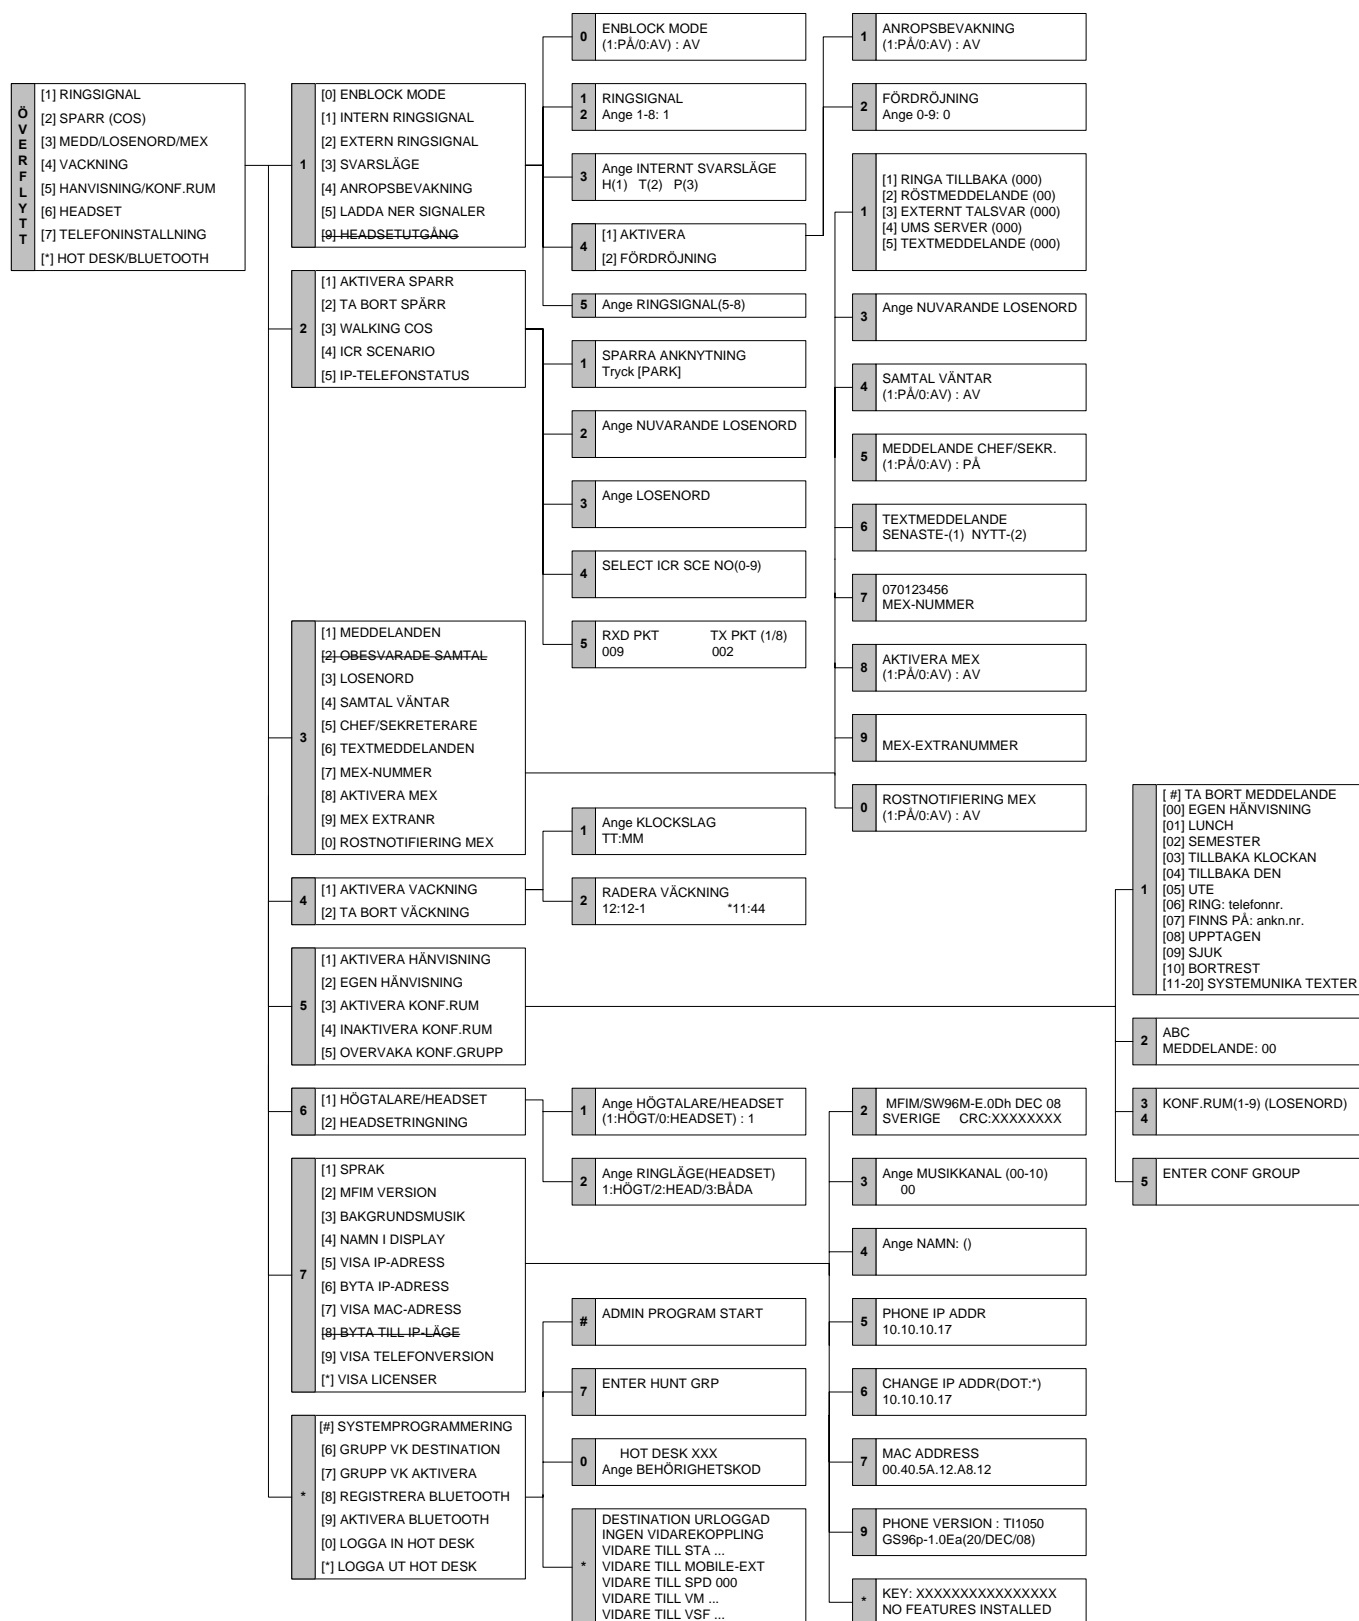 ÖVERFLYTT
[1] RINGSIGNAL
[2] SPARR (COS)
[3] MEDD/LOSENORD/MEX
[4] VACKNING
[5] HANVISNING/KONF.RUM
[6] HEADSET
[7] TELEFONINSTALLNING
[*] HOT DESK/BLUETOOTH
1
[0] ENBLOCK MODE
[1] INTERN RINGSIGNAL
[2] EXTERN RINGSIGNAL
[3] SVARSLÄGE
[4] ANROPSBEVAKNING
[5] LADDA NER SIGNALER
[9] HEADSETUTGÅNG
0
ENBLOCK MODE
(1:PÅ/0:AV) : AV
1
2
RINGSIGNAL
Ange 1-8: 1
3
Ange INTERNT SVARSLÄGE
H(1) T(2) P(3)
4
[1] AKTIVERA
[2] FÖRDRÖJNING
5
Ange RINGSIGNAL(5-8)
1
ANROPSBEVAKNING
(1:PÅ/0:AV) : AV
2
FÖRDRÖJNING
Ange 0-9: 0
2
[1] AKTIVERA SPARR
[2] TA BORT SPÄRR
[3] WALKING COS
[4] ICR SCENARIO
[5] IP-TELEFONSTATUS
1
SPARRA ANKNYTNING
Tryck [PARK]
2
Ange NUVARANDE LOSENORD
3
Ange LOSENORD
4
SELECT ICR SCE NO(0-9)
5
RXD PKT TX PKT (1/8)
009 002
3
[1] MEDDELANDEN
[2] OBESVARADE SAMTAL
[3] LOSENORD
[4] SAMTAL VÄNTAR
[5] CHEF/SEKRETERARE
[6] TEXTMEDDELANDEN
[7] MEX-NUMMER
[8] AKTIVERA MEX
[9] MEX EXTRANR
[0] ROSTNOTIFIERING MEX
1
[1] RINGA TILLBAKA (000)
[2] RÖSTMEDDELANDE (00)
[3] EXTERNT TALSVAR (000)
[4] UMS SERVER (000)
[5] TEXTMEDDELANDE (000)
3
Ange NUVARANDE LOSENORD
4
SAMTAL VÄNTAR
(1:PÅ/0:AV) : AV
5
MEDDELANDE CHEF/SEKR.
(1:PÅ/0:AV) : PÅ
6
TEXTMEDDELANDE
SENASTE-(1) NYTT-(2)
7
070123456
MEX-NUMMER
8
AKTIVERA MEX
(1:PÅ/0:AV) : AV
9
MEX-EXTRANUMMER
0
ROSTNOTIFIERING MEX
(1:PÅ/0:AV) : AV
4
[1] AKTIVERA VACKNING
[2] TA BORT VÄCKNING
1
Ange KLOCKSLAG
TT:MM
2
RADERA VÄCKNING
12:12-1 *11:44
5
[1] AKTIVERA HÄNVISNING
[2] EGEN HÄNVISNING
[3] AKTIVERA KONF.RUM
[4] INAKTIVERA KONF.RUM
[5] OVERVAKA KONF.GRUPP
1
[ #] TA BORT MEDDELANDE
[00] EGEN HÄNVISNING
[01] LUNCH
[02] SEMESTER
[03] TILLBAKA KLOCKAN
[04] TILLBAKA DEN
[05] UTE
[06] RING: telefonnr.
[07] FINNS PÅ: ankn.nr.
[08] UPPTAGEN
[09] SJUK
[10] BORTREST
[11-20] SYSTEMUNIKA TEXTER
2
ABC
MEDDELANDE: 00
3
4
KONF.RUM(1-9) (LOSENORD)
5
ENTER CONF GROUP
6
[1] HÖGTALARE/HEADSET
[2] HEADSETRINGNING
1
Ange HÖGTALARE/HEADSET
(1:HÖGT/0:HEADSET) : 1
2
Ange RINGLÄGE(HEADSET)
1:HÖGT/2:HEAD/3:BÅDA
7
[1] SPRAK
[2] MFIM VERSION
[3] BAKGRUNDSMUSIK
[4] NAMN I DISPLAY
[5] VISA IP-ADRESS
[6] BYTA IP-ADRESS
[7] VISA MAC-ADRESS
[8] BYTA TILL IP-LÄGE
[9] VISA TELEFONVERSION
[*] VISA LICENSER
2
MFIM/SW96M-E.0Dh DEC 08
SVERIGE CRC:XXXXXXXX
3
Ange MUSIKKANAL (00-10)
00
4
Ange NAMN: ()
5
PHONE IP ADDR
10.10.10.17
6
CHANGE IP ADDR(DOT:*)
10.10.10.17
7
MAC ADDRESS
00.40.5A.12.A8.12
9
PHONE VERSION : TI1050
GS96p-1.0Ea(20/DEC/08)
*
KEY: XXXXXXXXXXXXXXXX
NO FEATURES INSTALLED
*
[#] SYSTEMPROGRAMMERING
[6] GRUPP VK DESTINATION
[7] GRUPP VK AKTIVERA
[8] REGISTRERA BLUETOOTH
[9] AKTIVERA BLUETOOTH
[0] LOGGA IN HOT DESK
[*] LOGGA UT HOT DESK
#
ADMIN PROGRAM START
7
ENTER HUNT GRP
0
HOT DESK XXX
Ange BEHÖRIGHETSKOD
*
DESTINATION URLOGGAD
INGEN VIDAREKOPPLING
VIDARE TILL STA ...
VIDARE TILL MOBILE-EXT
VIDARE TILL SPD 000
VIDARE TILL VM ...
VIDARE TILL VSF ...